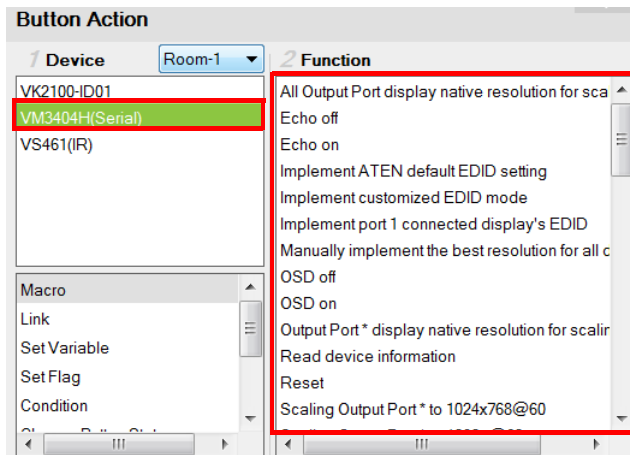 Button Action
1 Device
Room-1
VK2100-ID01
VM3404H(Serial)
VS461(IR)
Macro
Link
Set Variable
Set Flag
Condition
2 Function
All Output Port display native resolution for sca
Echo off
Echo on
Implement ATEN default EDID setting
Implement customized EDID mode
Implement port 1 connected display's EDID
Manually implement the best resolution for all
OSD off
OSD on
Output Port * display native resolution for scalin
Read device information
Reset
Scaling Output Port * to 1024x768@60